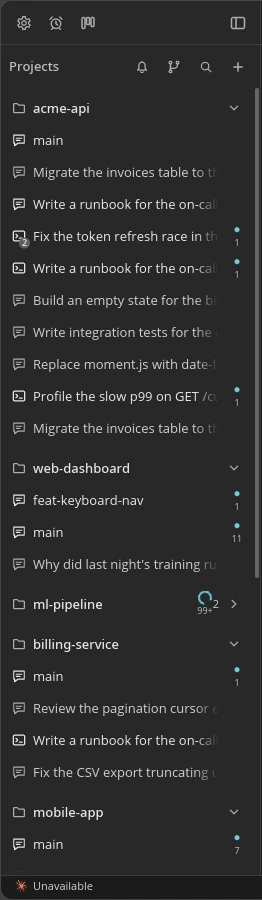 Projects
acme-api
main
Migrate the invoices table to th
Write a runbook for the on-call
2 Fix the token refresh race in th 1
Write a runbook for the on-call 1
Build an empty state for the
Write integration tests for the
Replace moment.js with date-f
Profile the slow p99 on GET /cu 1
Migrate the invoices table to th
web-dashboard
feat-keyboard-nav 1
main 11
Why did last night's training ru
ml-pipeline 99+ 2
billing-service
main 1
Review the pagination cursor
Write a runbook for the on-call
Fix the CSV export truncating
mobile-app
main 7
Unavailable